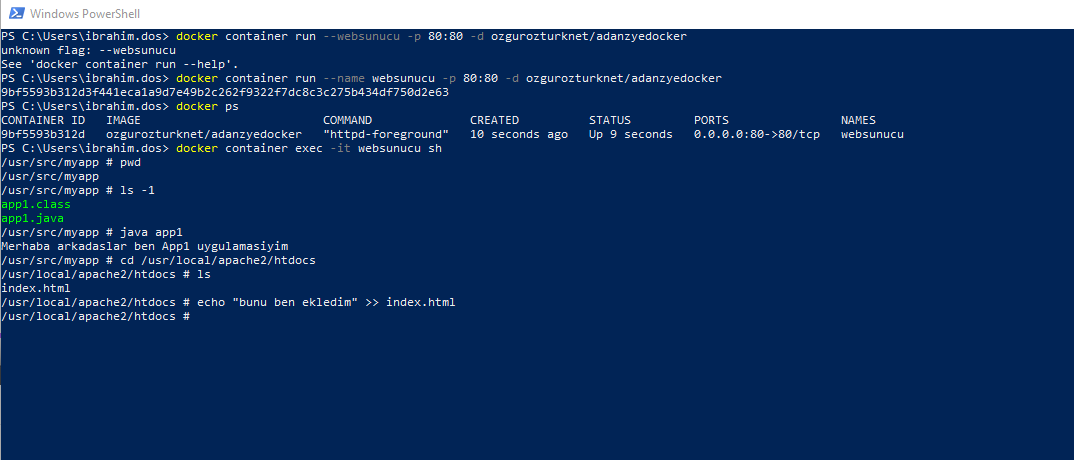 Windows PowerShell
PS C:\Users\ibrahim.dos> docker container run --websunucu -p 80:80 -d ozgurozturknet/adanzyedocker
unknown flag: --websunucu
See 'docker container run --help'.
PS C:\Users\ibrahim.dos> docker container run --name websunucu -p 80:80 -d ozgurozturknet/adanzyedocker
9bf5593b312d3f441eca1a9d7e49b2c262f9322f7dc8c3c275b434df750d2e63
PS C:\Users\ibrahim.dos> docker ps
CONTAINER ID   IMAGE                          COMMAND              CREATED          STATUS         PORTS                NAMES
9bf5593b312d   ozgurozturknet/adanzyedocker   "httpd-foreground"   10 seconds ago   Up 9 seconds   0.0.0.0:80->80/tcp   websunucu
PS C:\Users\ibrahim.dos> docker container exec -it websunucu sh
/usr/src/myapp # pwd
/usr/src/myapp
/usr/src/myapp # ls -1
app1.class
app1.java
/usr/src/myapp # java app1
Merhaba arkadaslar ben App1 uygulamasiyim
/usr/src/myapp # cd /usr/local/apache2/htdocs
/usr/local/apache2/htdocs # ls
index.html
/usr/local/apache2/htdocs # echo "bunu ben ekledim" >> index.html
/usr/local/apache2/htdocs #